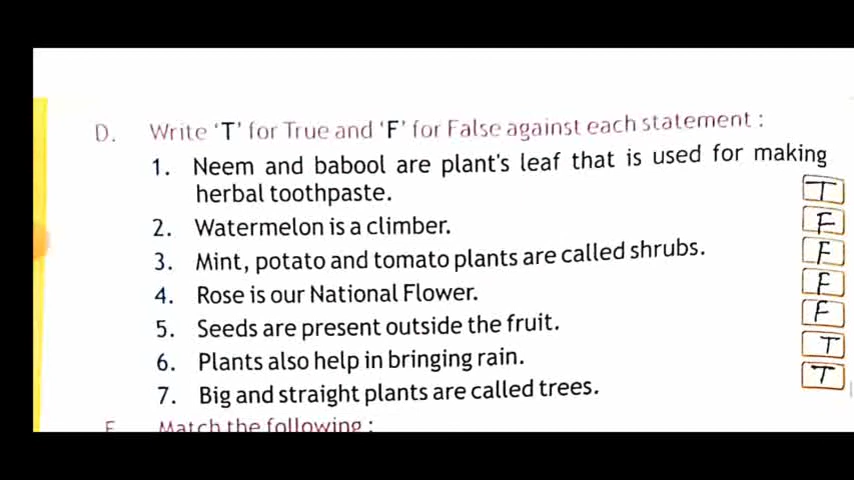 D. Write 'T' for True and 'F' for False against each statement :
1. Neem and babool are plant's leaf that is used for making
herbal toothpaste. T
2. Watermelon is a climber. F
3. Mint, potato and tomato plants are called shrubs. F
4. Rose is our National Flower. F
5. Seeds are present outside the fruit. F
6. Plants also help in bringing rain. T
7. Big and straight plants are called trees. T
E. Match the following :